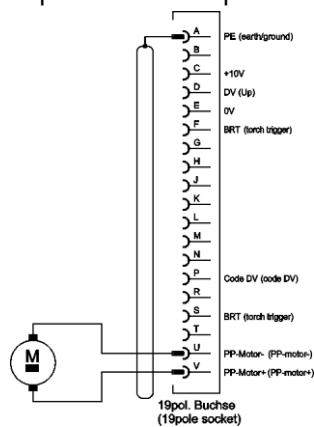 A PE (earth/ground)
B
C +10V
D DV (Up)
E 0V
F BRT (torch trigger)
G
H
J
K
L
M
N
P Code DV (code DV)
R
S BRT (torch trigger)
T
U PP-Motor- (PP-motor-)
V PP-Motor+ (PP-motor+)
M
19pol. Buchse
(19pole socket)